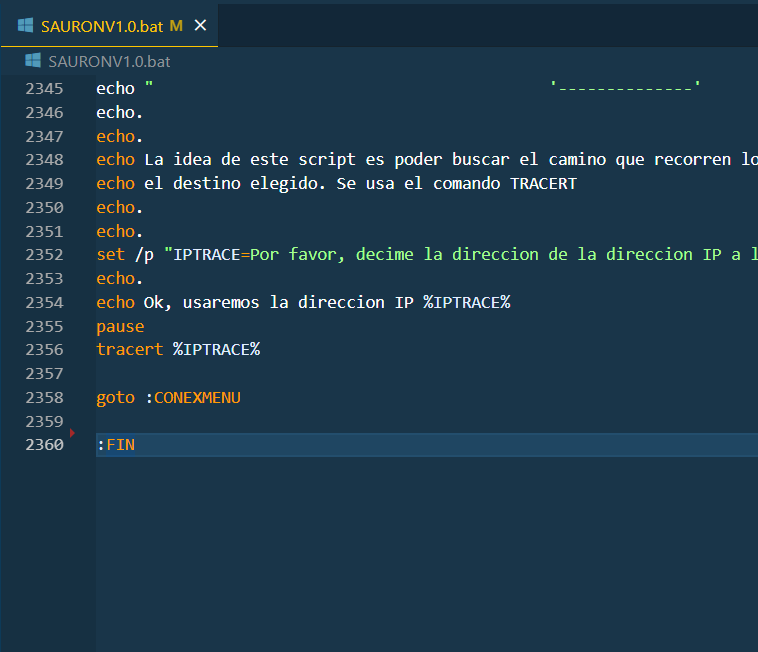 SAURONV1.0.bat M ×
SAURONV1.0.bat
2345 echo " '--------------'
2346 echo.
2347 echo.
2348 echo La idea de este script es poder buscar el camino que recorren lo
2349 echo el destino elegido. Se usa el comando TRACERT
2350 echo.
2351 echo.
2352 set /p "IPTRACE=Por favor, decime la direccion de la direccion IP a l
2353 echo.
2354 echo Ok, usaremos la direccion IP %IPTRACE%
2355 pause
2356 tracert %IPTRACE%
2357
2358 goto :CONEXMENU
2359
2360 :FIN